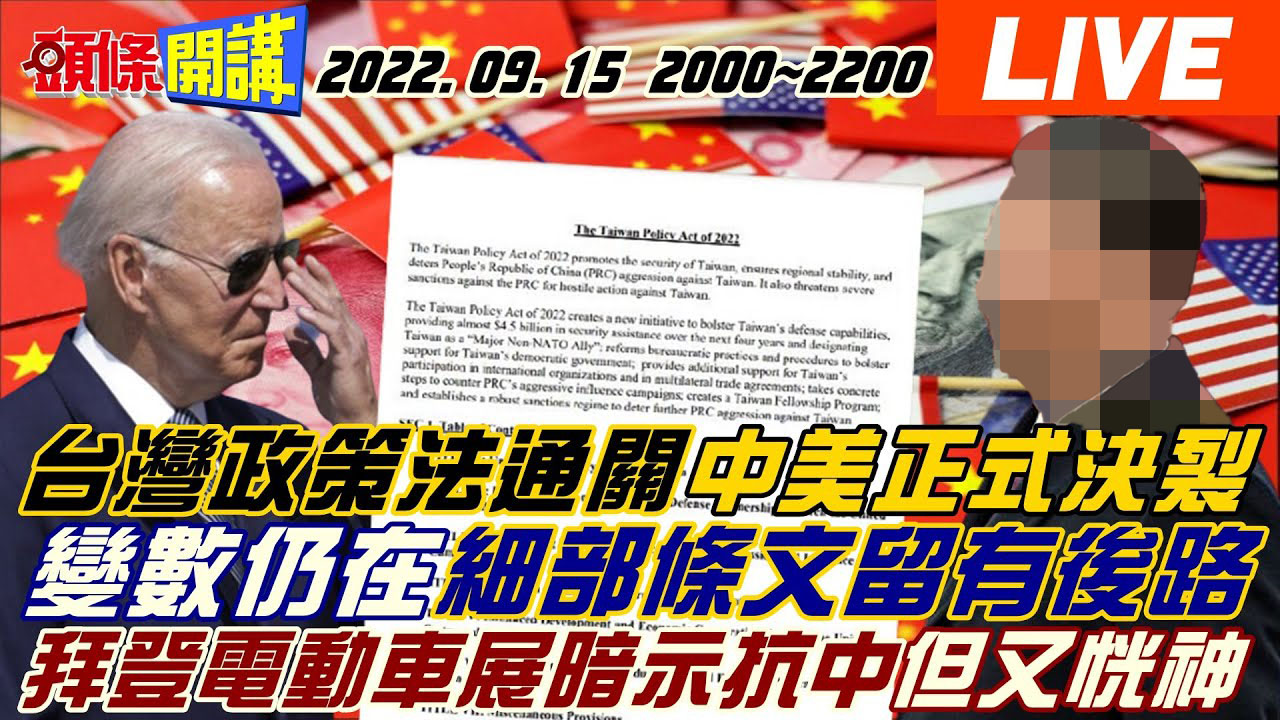 頭條開講 2022.09.15 2000~2200 LIVE
The Taiwan Policy Act of 2022
The Taiwan Policy Act of 2022 promotes the security of Taiwan, ensures regional stability, and
deters People's Republic of China (PRC) aggression against Taiwan. It also threatens severe
sanctions against the PRC for hostile action against Taiwan.
The Taiwan Policy Act of 2022 creates a new initiative to bolster Taiwan's defense capabilities,
providing almost $4.5 billion in security assistance over the next four years and designating
Taiwan as a "Major Non-NATO Ally"; reforms bureaucratic practices and procedures to bolster
support for Taiwan's democratic government; provides additional support for Taiwan's
participation in international organizations and in multilateral trade agreements; takes concrete
steps to counter PRC's aggressive influence campaigns; creates a Taiwan Fellowship Program;
and establishes a robust sanctions regime to deter further PRC aggression against Taiwan
台灣政策法通關中美正式決裂
變數仍在細部條文留有後路
Development and Econom
拜登電動車展暗示抗中但又恍神
Miscellaneous Provisions